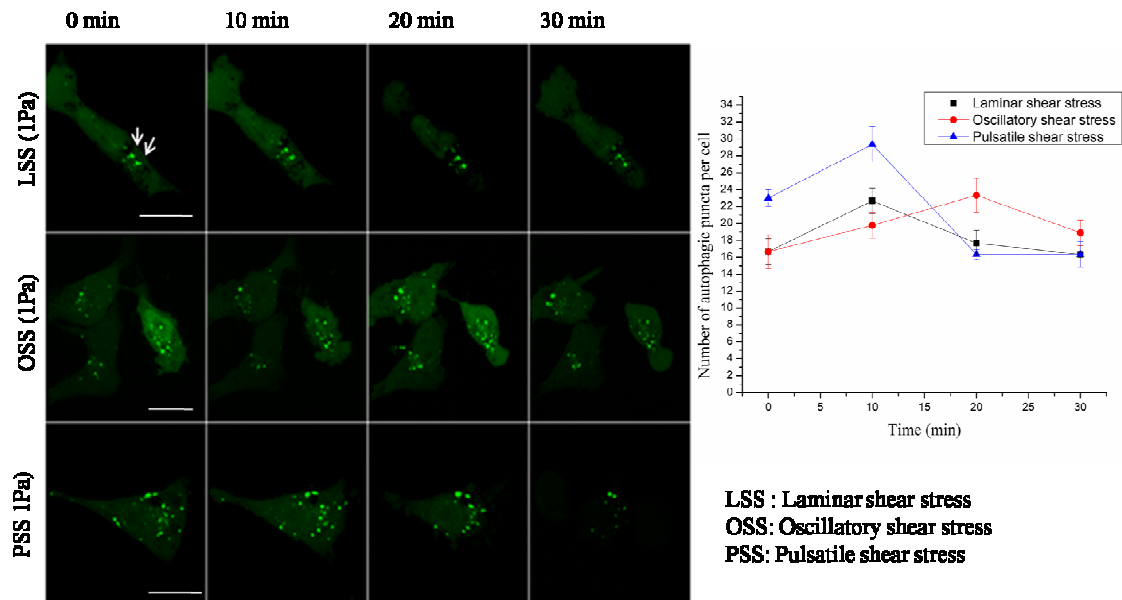 0 min 10 min 20 min 30 min
LSS (1Pa)
OSS (1Pa)
PSS 1Pa)
Laminar shear stress
Oscillatory shear stress
Pulsatile shear stress
Number of autophagic puncta per cell
34
32
30
28
26
24
22
20
18
16
14
12
10
8
6
4
2
0
0 5 10 15 20 25 30
Time (min)
LSS : Laminar shear stress
OSS: Oscillatory shear stress
PSS: Pulsatile shear stress